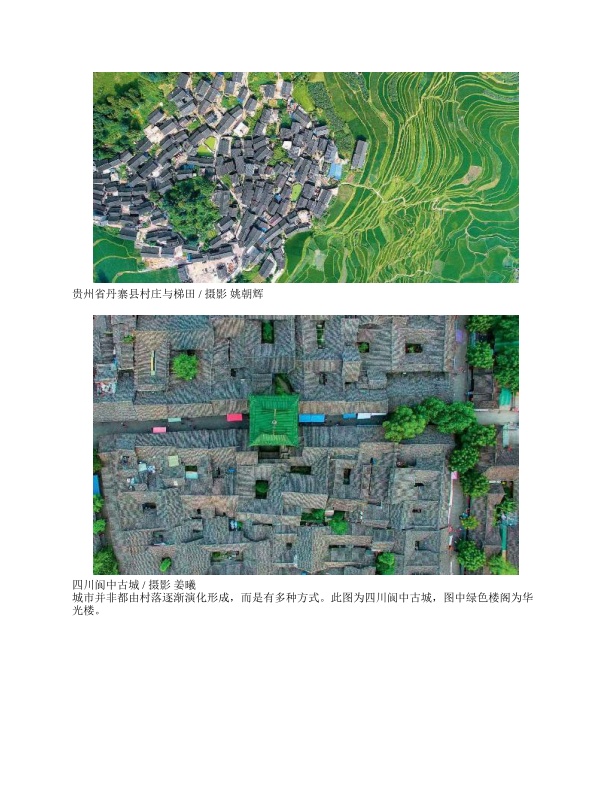 贵州省丹寨县村庄与梯田 / 摄影 姚朝辉
四川阆中古城 / 摄影 姜曦
城市并非都由村落逐渐演化形成，而是有多种方式。此图为四川阆中古城，图中绿色楼阁为华
光楼。